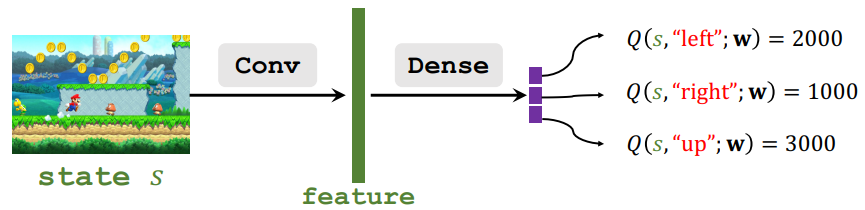 Conv
Dense
Q(s, “left”; w) = 2000
Q(s, “right”; w) = 1000
Q(s, “up”; w) = 3000
state s
feature